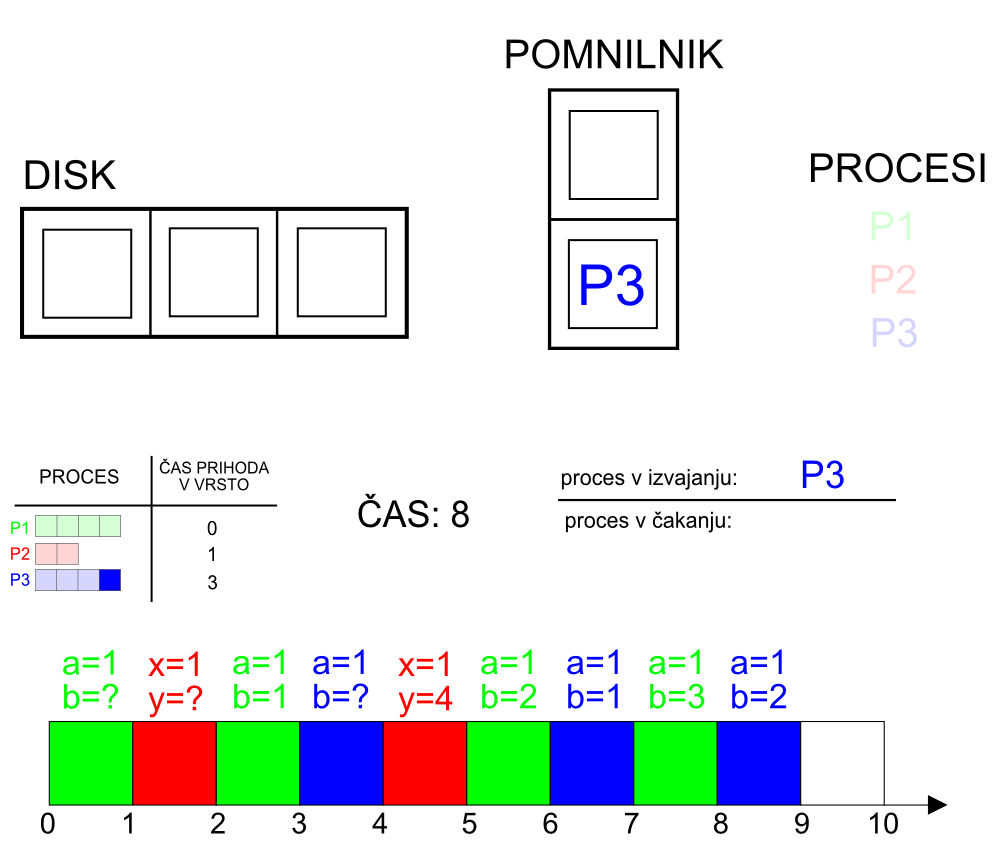 POMNILNIK
DISK
PROCESI
P1
P2
P3
P3
PROCES
ČAS PRIHODA
V VRSTO
P1 0
P2 1
P3 3
ČAS: 8
proces v izvajanju: P3
proces v čakanju:
a=1 x=1 a=1 a=1 x=1 a=1 a=1 a=1 a=1
b=? y=? b=1 b=? y=4 b=2 b=1 b=3 b=2
0 1 2 3 4 5 6 7 8 9 10